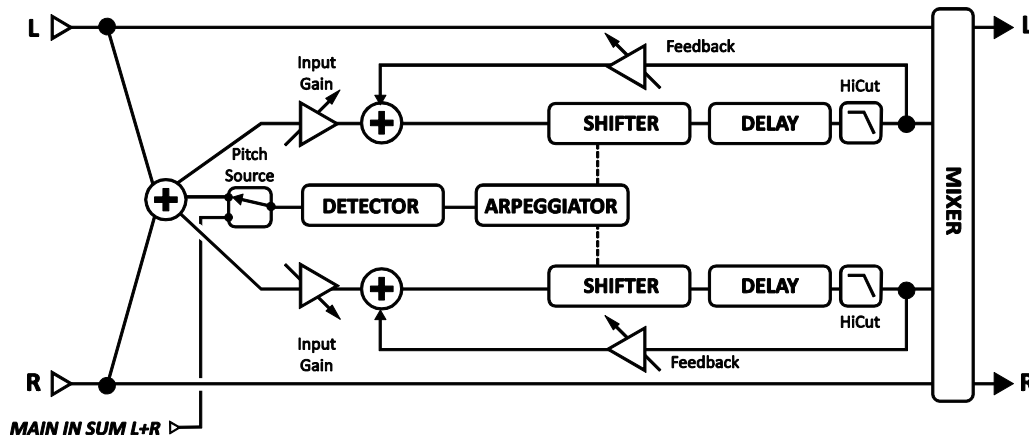 L
L
Feedback
Input
Gain
HiCut
SHIFTER
DELAY
Pitch
Source
DETECTOR
ARPEGGIATOR
MIXER
SHIFTER
DELAY
HiCut
Input
Gain
Feedback
R
R
MAIN IN SUM L+R